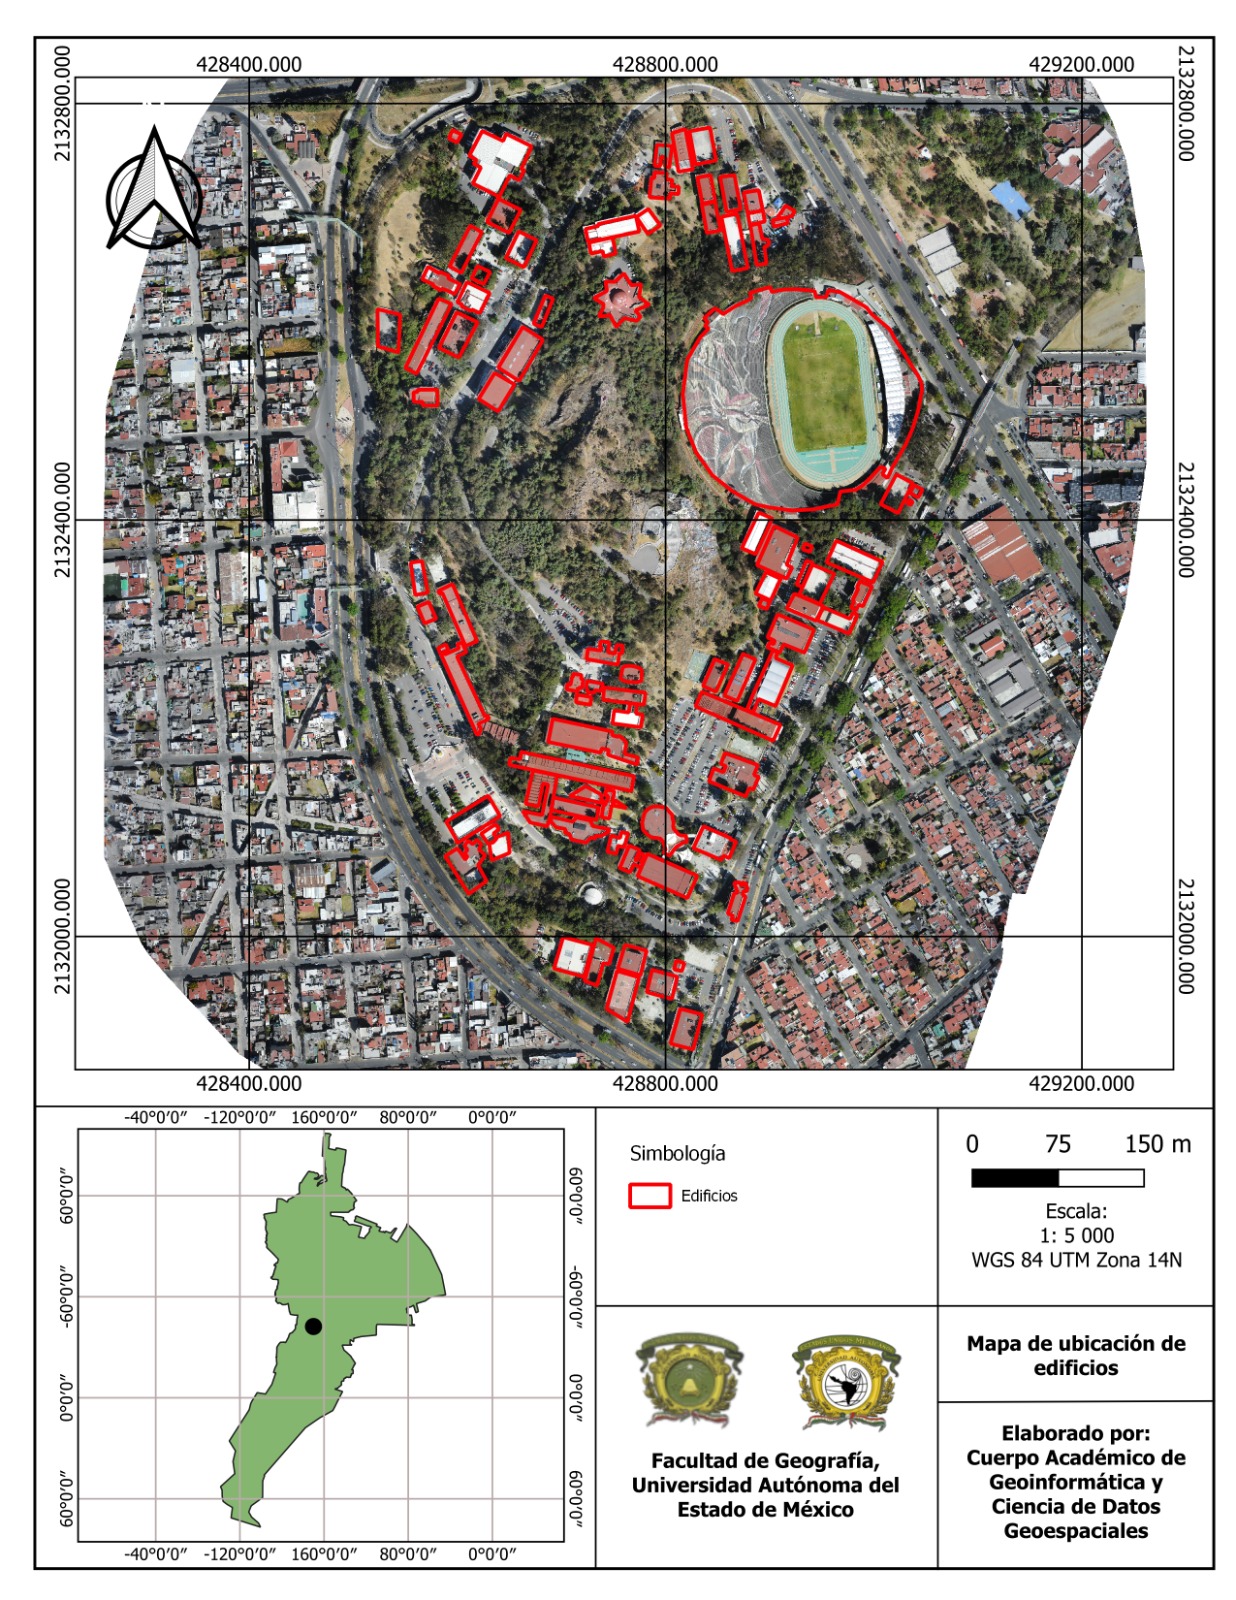 428400.000 428800.000 429200.000
2132800.000 2132800.000
2132400.000 2132400.000
2132000.000 2132000.000
428400.000 428800.000 429200.000
-40°0'0" -120°0'0" 160°0'0" 80°0'0" 0°0'0"
60°0'0" 60°0'0"
-60°0'0" -60°0'0"
0°0'0" 0°0'0"
60°0'0" 60°0'0"
-40°0'0" -120°0'0" 160°0'0" 80°0'0" 0°0'0"
Simbología
Edificios
0 75 150 m
Escala:
1: 5 000
WGS 84 UTM Zona 14N
Facultad de Geografía,
Universidad Autónoma del
Estado de México
Mapa de ubicación de
edificios
Elaborado por:
Cuerpo Académico de
Geoinformática y
Ciencia de Datos
Geoespaciales